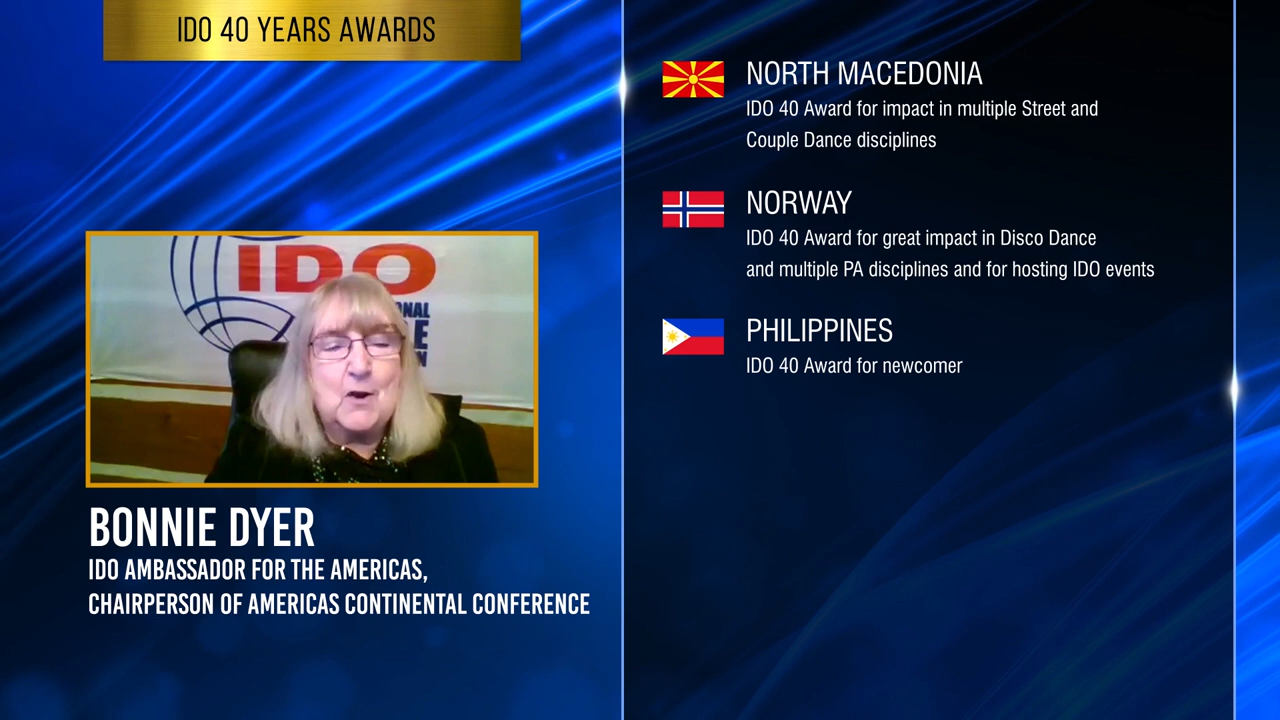 IDO 40 YEARS AWARDS
IDO
ONAL
BONNIE DYER
IDO AMBASSADOR FOR THE AMERICAS,
CHAIRPERSON OF AMERICAS CONTINENTAL CONFERENCE
NORTH MACEDONIA
IDO 40 Award for impact in multiple Street and
Couple Dance disciplines
NORWAY
IDO 40 Award for great impact in Disco Dance
and multiple PA disciplines and for hosting IDO events
PHILIPPINES
IDO 40 Award for newcomer